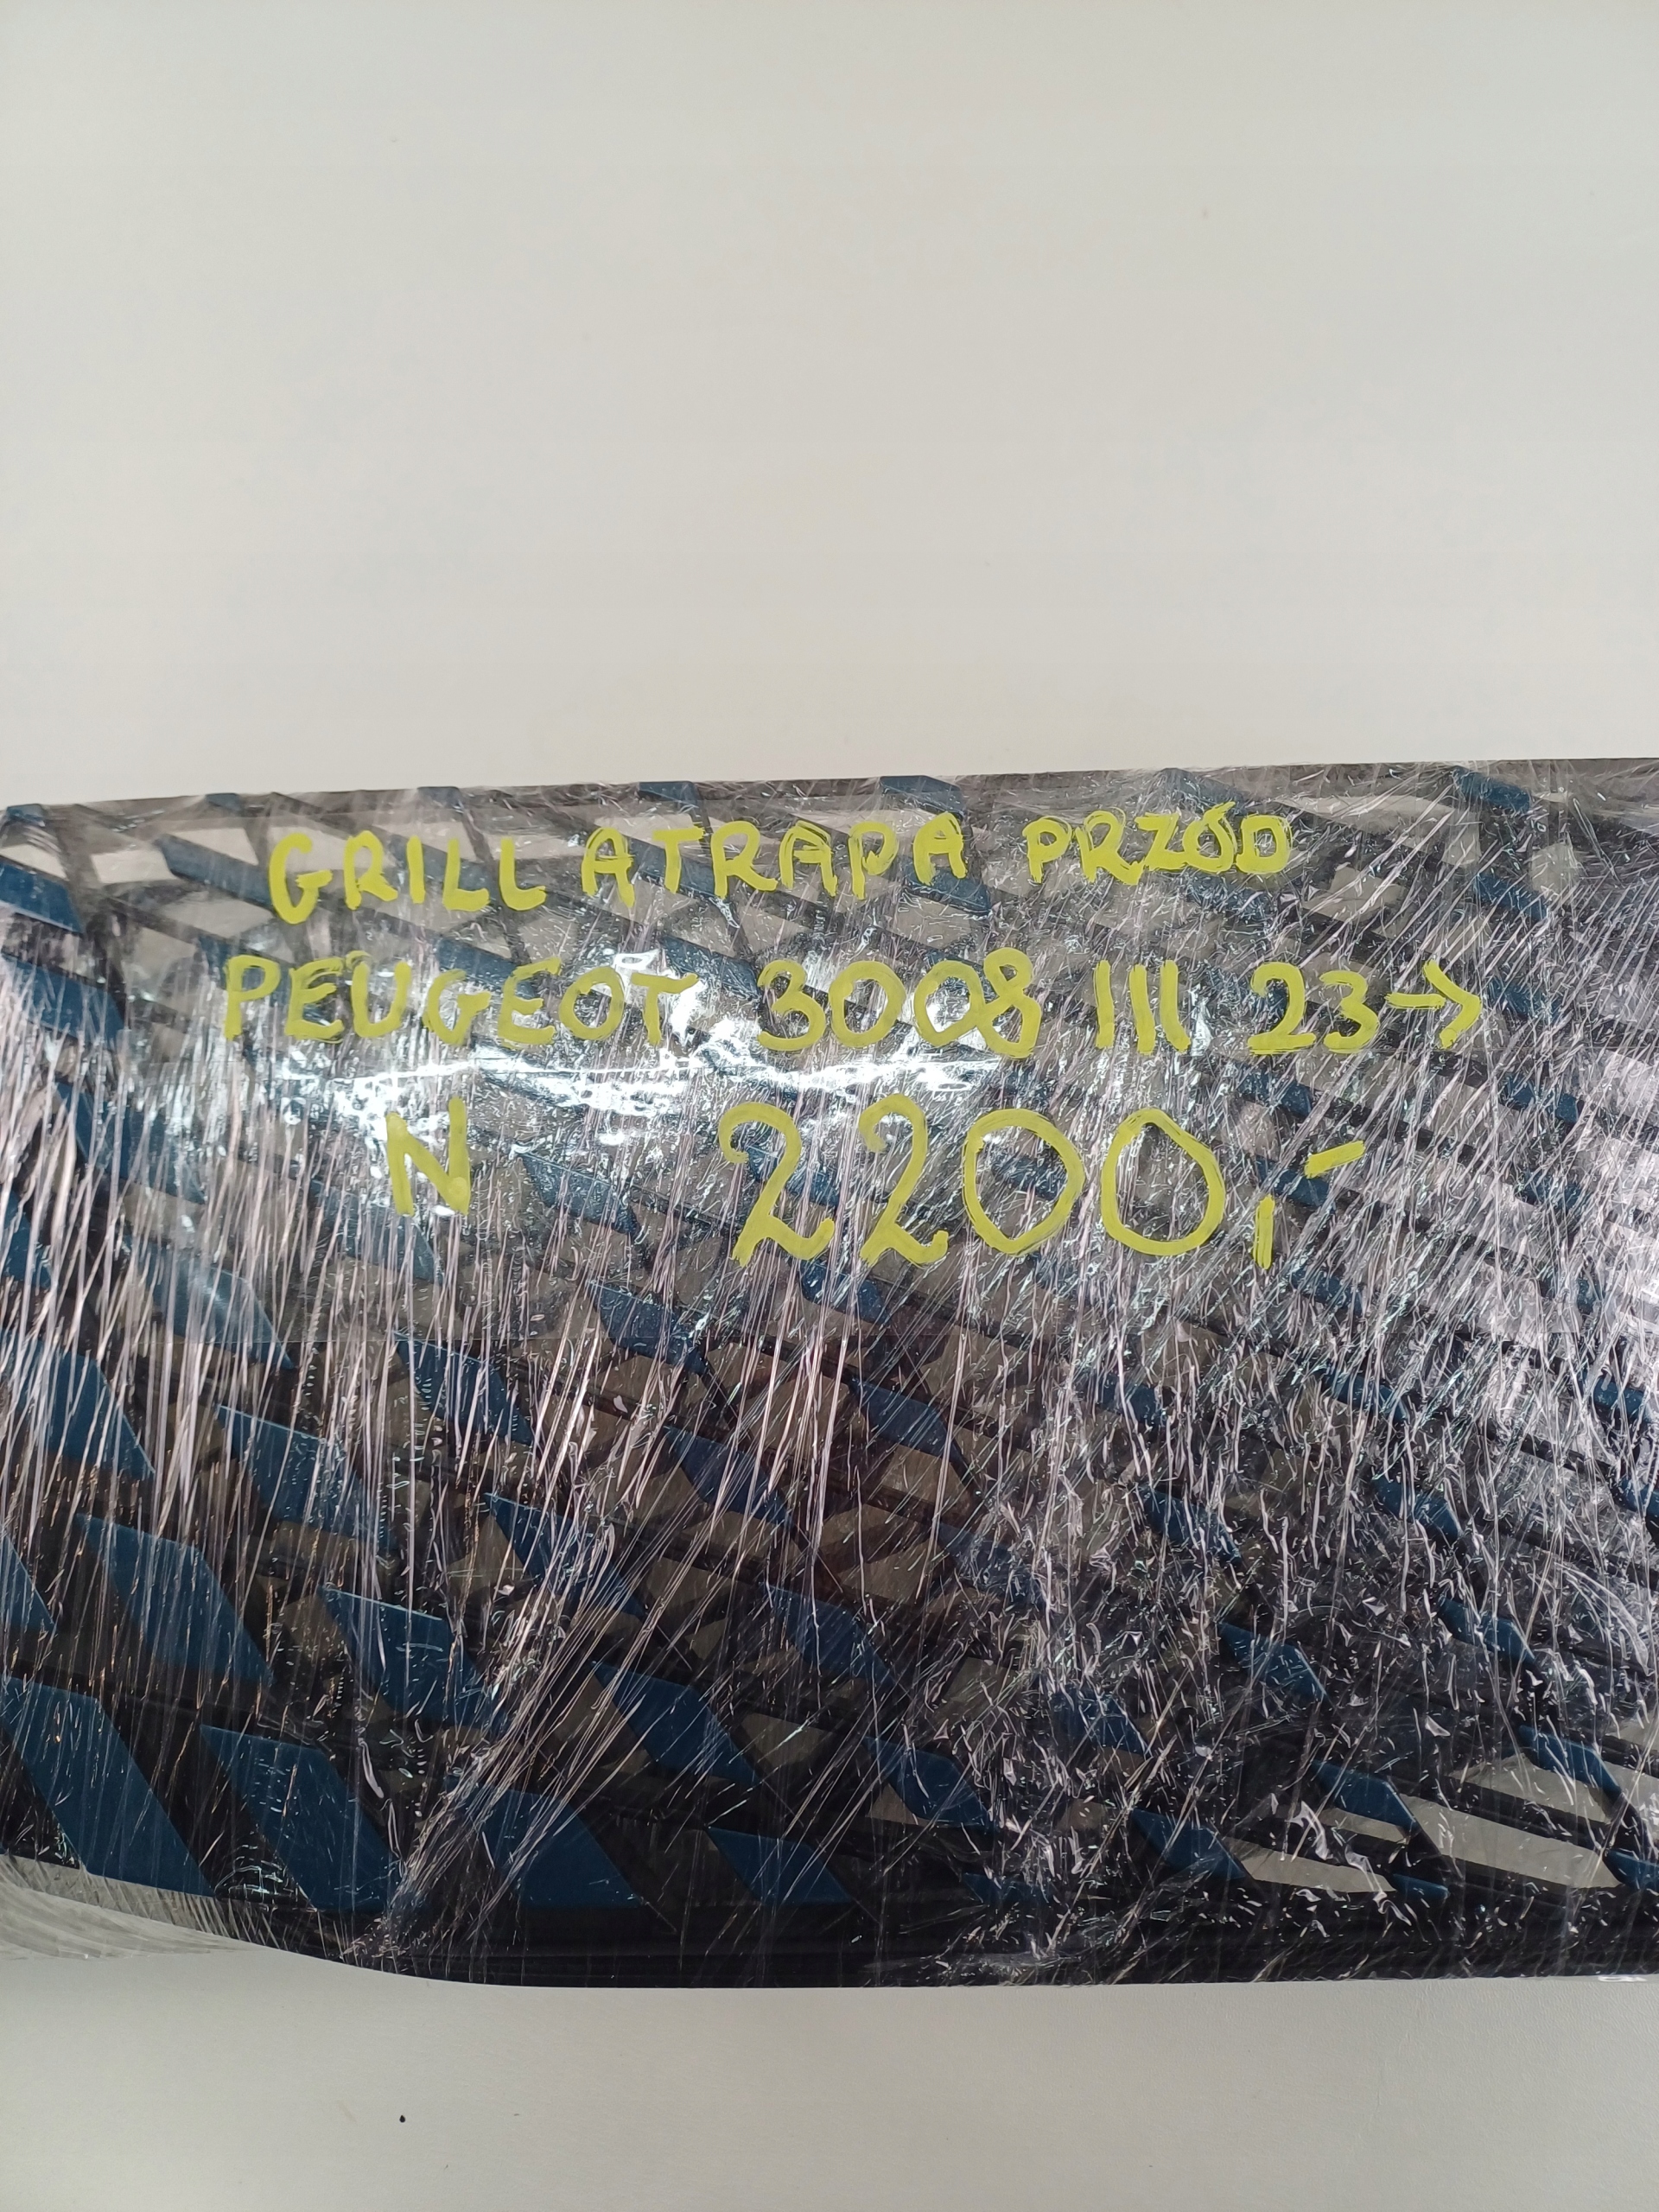 GRILL ATRAPA PRZÓD
PEUGEOT 3008 III 23->
N 2200,-